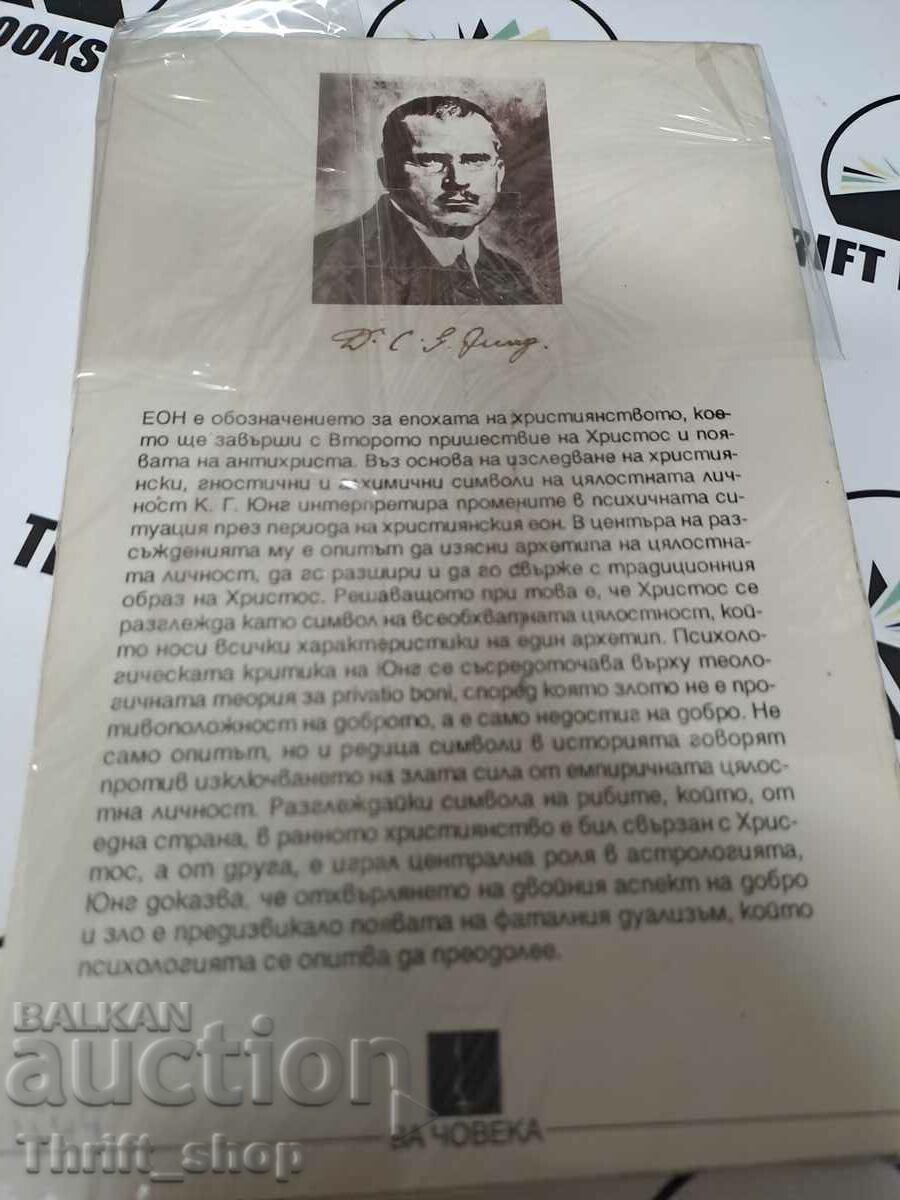 OOKS
RIFT
TH
Dr. C. G. Jung.
ЕОН е обозначението за епохата на християнството, кое-
то ще завърши с Второто пришествие на Христос и поя-
вата на антихриста. Въз основа на изследване на християн-
нски, гностични и алхимични символи на цялостната лич-
ност К. Г. Юнг интерпретира промените в психичната си-
туация през периода на християнския еон. В центъра на раз-
съжденията му е опитът да изясни архетипа на цялостна-
та личност, да го разшири и да го свърже с традиционния
образ на Христос. Решаващото при това е, че Христос се
разглежда като символ на всеобхватната цялостност, кой-
то носи всички характеристики на един архетип. Психоло-
гическата критика на Юнг се съсредоточава върху теоло-
гичната теория за privatio boni, според която злото не е про-
тивоположност на доброто, а е само недостиг на добро. Не
само опитът, но и редица символи в историята говорят
против изключването на злата сила от емпиричната цялос-
тна личност. Разглеждайки символа на рибите, който, от
една страна, в ранното християнство е бил свързан с Хрис-
тос, а от друга, е играл централна роля в астрологията,
Юнг доказва, че отхвърлянето на двойния аспект на добро
и зло е предизвикало появата на фаталния дуализъм, който
психологията се опитва да преодолее.
BALKAN
auction
ЗА ЧОВЕКА
Thrift_shop